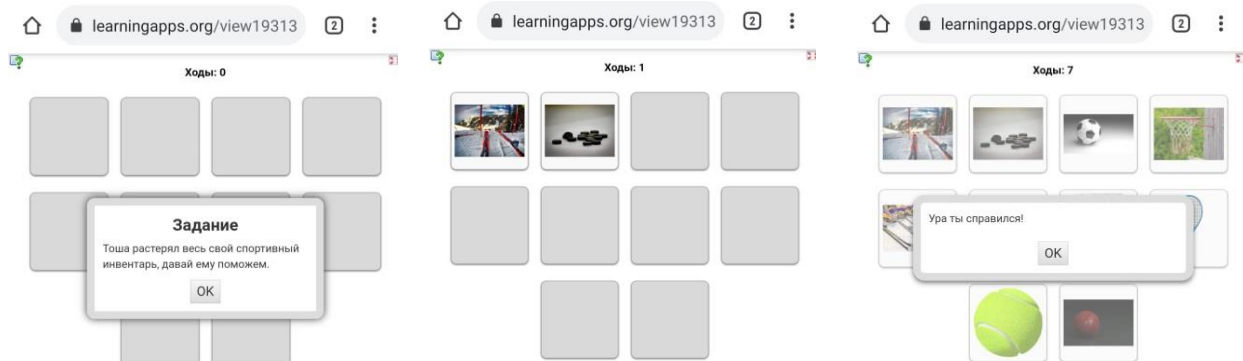 learningapps.org/view19313
2
Ходы: 0
Задание
Тоша растерял весь свой спортивный
инвентарь, давай ему поможем.
OK
learningapps.org/view19313
2
Ходы: 1
learningapps.org/view19313
2
Ходы: 7
Ура ты справился!
OK